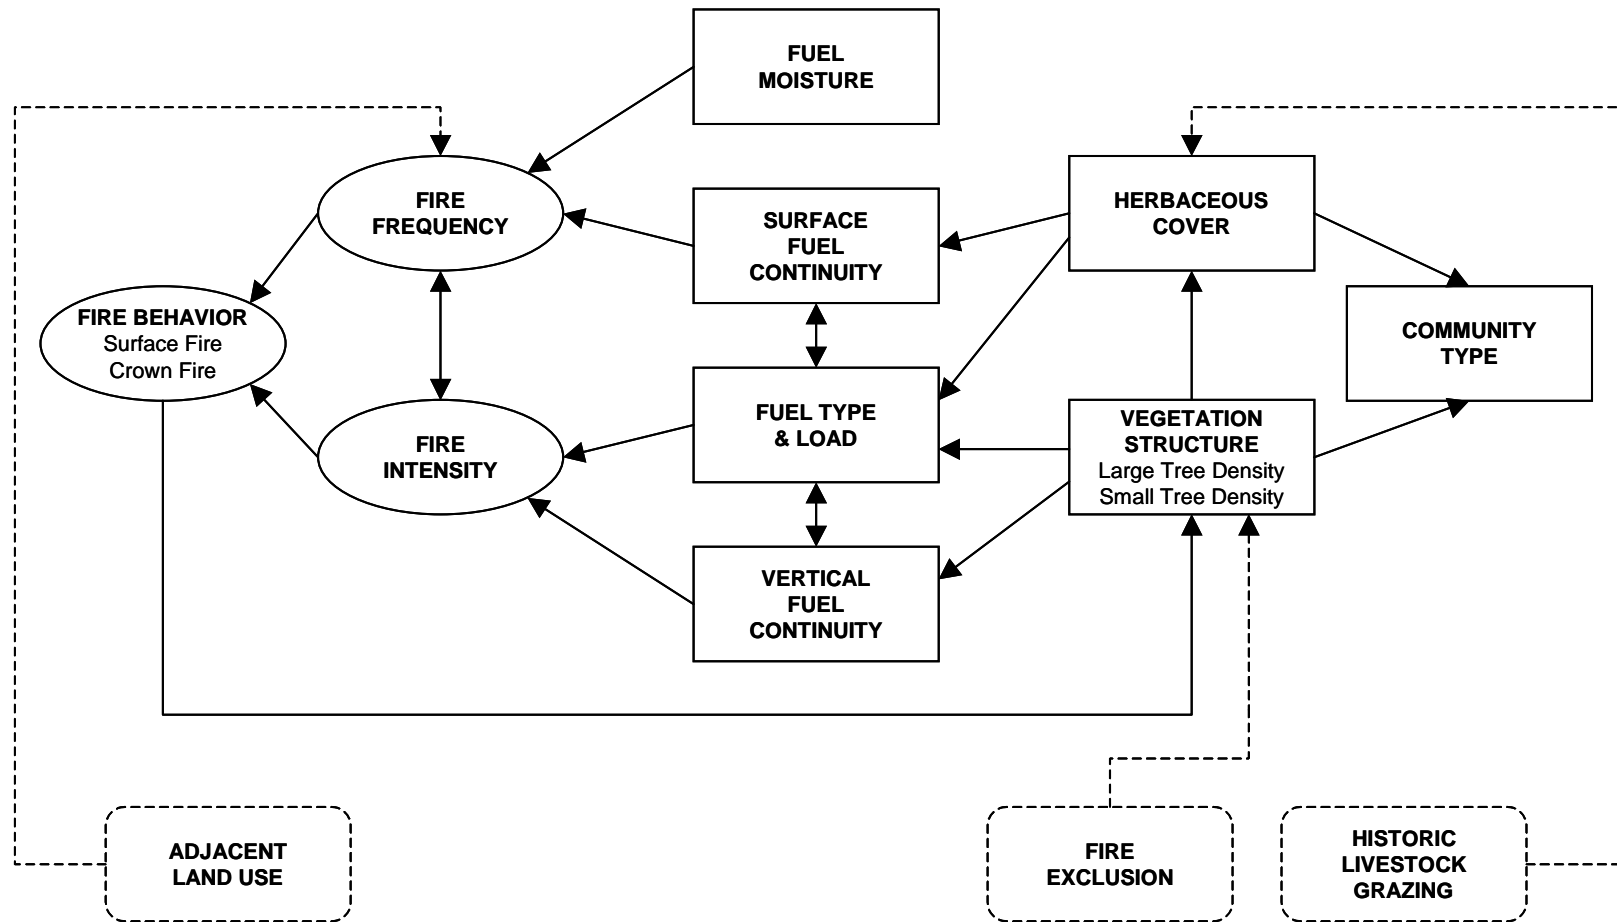 FUEL
MOISTURE
FIRE
FREQUENCY
SURFACE
FUEL
CONTINUITY
HERBACEOUS
COVER
FIRE BEHAVIOR
Surface Fire
Crown Fire
COMMUNITY
TYPE
FIRE
INTENSITY
FUEL TYPE
& LOAD
VEGETATION
STRUCTURE
Large Tree Density
Small Tree Density
VERTICAL
FUEL
CONTINUITY
ADJACENT
LAND USE
FIRE
EXCLUSION
HISTORIC
LIVESTOCK
GRAZING